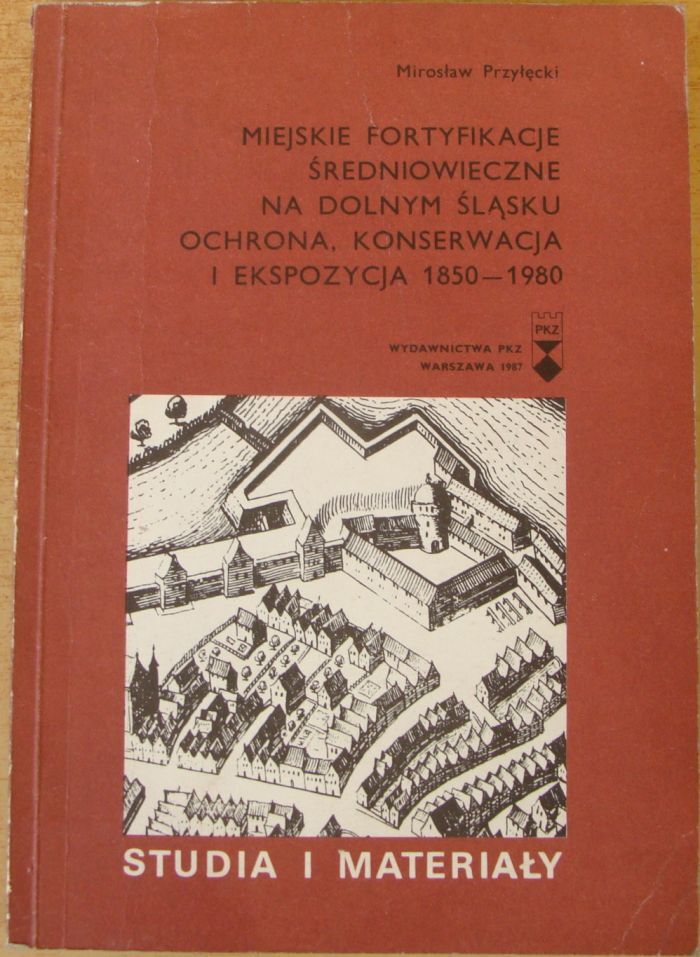 Mirosław Przyłęcki
MIEJSKIE FORTYFIKACJE
ŚREDNIOWIECZNE
NA DOLNYM ŚLĄSKU
OCHRONA, KONSERWACJA
I EKSPOZYCJA 1850—1980
PKZ
WYDAWNICTWA PKZ
WARSZAWA 1987
STUDIA I MATERIAŁY